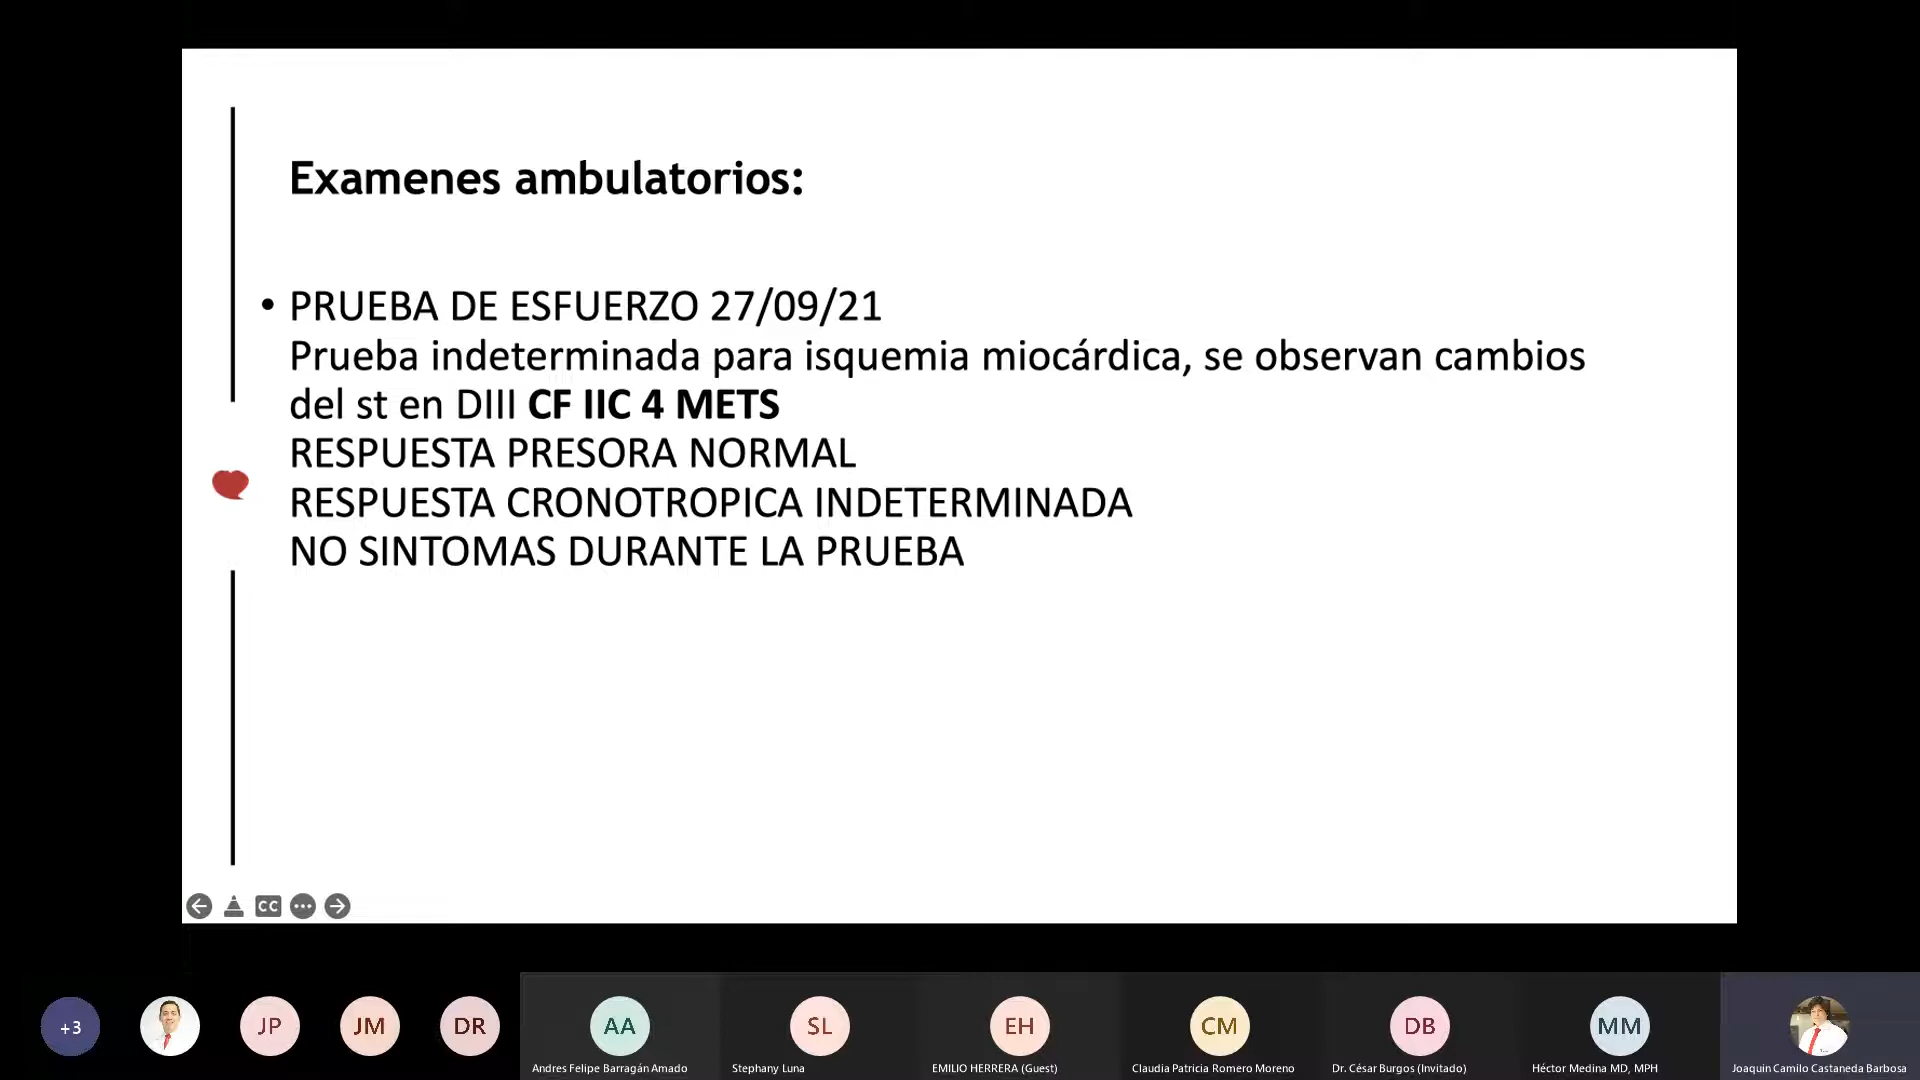 Examenes ambulatorios:
• PRUEBA DE ESFUERZO 27/09/21
Prueba indeterminada para isquemia miocárdica, se observan cambios
del st en DIII CF IIC 4 METS
RESPUESTA PRESORA NORMAL
RESPUESTA CRONOTROPICA INDETERMINADA
NO SINTOMAS DURANTE LA PRUEBA
CC
+3
JP
JM
DR
AA
SL
EH
CM
DB
MM
Andres Felipe Barragán Amado
Stephany Luna
EMILIO HERRERA (Guest)
Claudia Patricia Romero Moreno
Dr. César Burgos (Invitado)
Héctor Medina MD, MPH
Joaquin Camilo Castaneda Barbosa